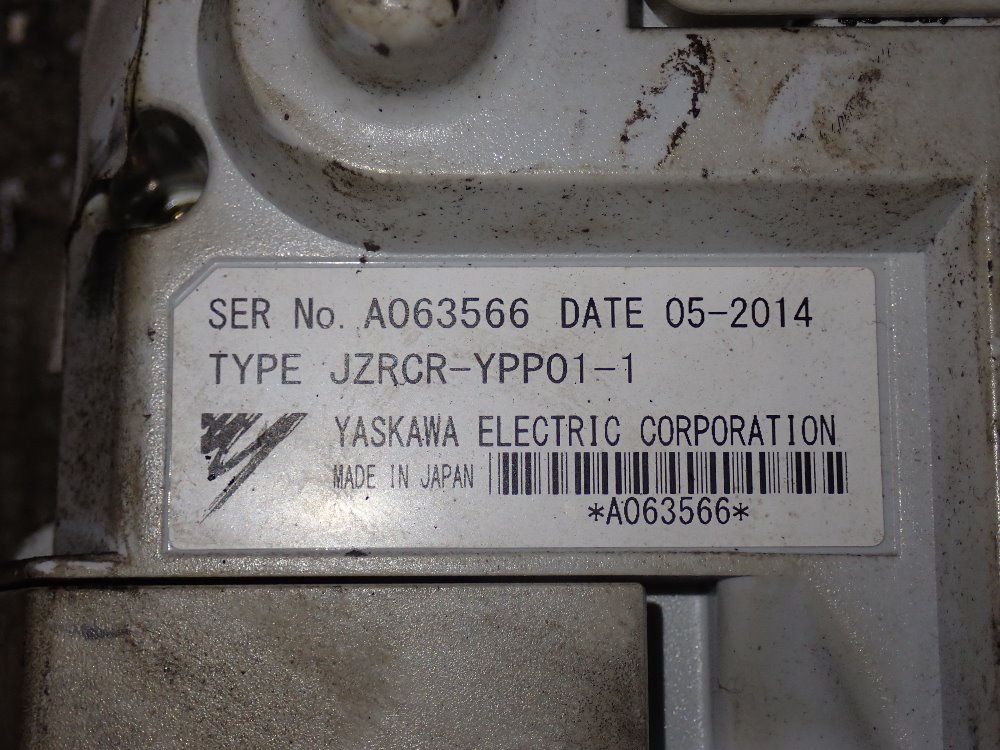 SER No. A063566 DATE 05-2014
TYPE JZRCR-YPP01-1
YASKAWA ELECTRIC CORPORATION
MADE IN JAPAN
*A063566*